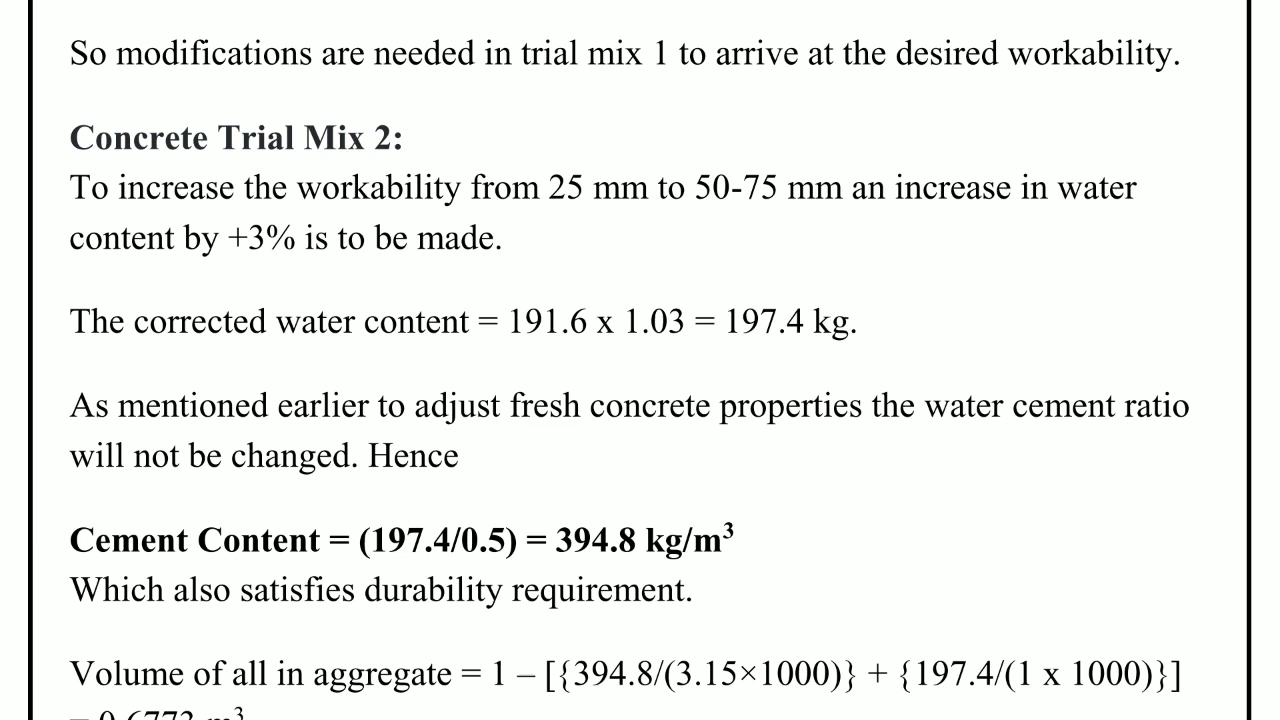 So modifications are needed in trial mix 1 to arrive at the desired workability.
Concrete Trial Mix 2:
To increase the workability from 25 mm to 50-75 mm an increase in water
content by +3% is to be made.
The corrected water content = 191.6 x 1.03 = 197.4 kg.
As mentioned earlier to adjust fresh concrete properties the water cement ratio
will not be changed. Hence
Cement Content = (197.4/0.5) = 394.8 kg/m³
Which also satisfies durability requirement.
Volume of all in aggregate = 1 – [{394.8/(3.15×1000)} + {197.4/(1 x 1000)}]
= 0.6773 m³